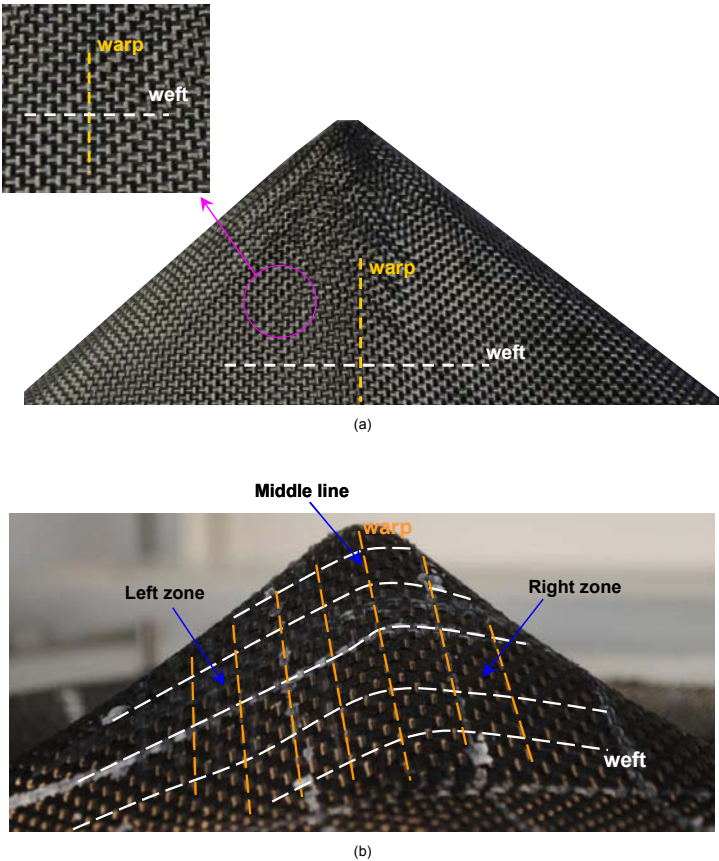 warp
weft
warp
weft
(a)
Middle line
warp
Left zone
Right zone
weft
(b)